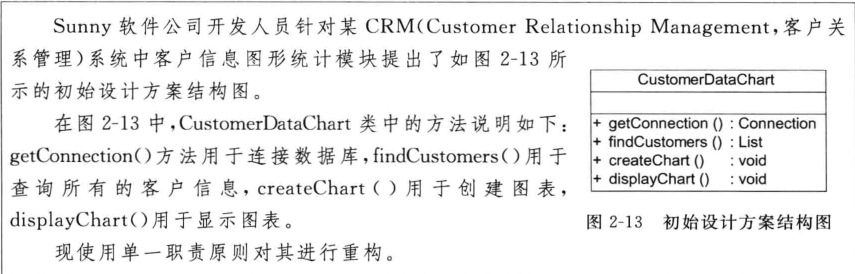 Sunny 软件公司开发人员针对某 CRM(Customer Relationship Management,客户关
系管理)系统中客户信息图形统计模块提出了如图 2-13 所
示的初始设计方案结构图。
在图 2-13 中,CustomerDataChart 类中的方法说明如下:
getConnection()方法用于连接数据库,findCustomers()用于
查询所有的客户信息,createChart()用于创建图表,
displayChart()用于显示图表。
现使用单一职责原则对其进行重构。
CustomerDataChart
+ getConnection () : Connection
+ findCustomers () : List
+ createChart () : void
+ displayChart () : void
图 2-13 初始设计方案结构图